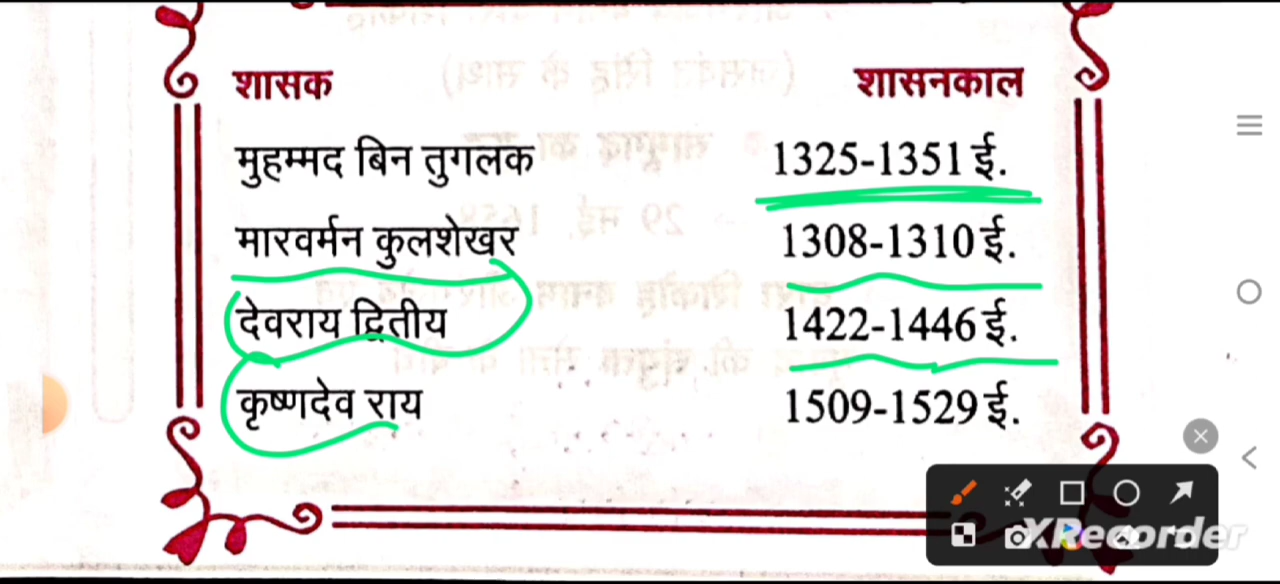 शासक शासनकाल
मुहम्मद बिन तुगलक 1325-1351 ई.
मारवर्मन कुलशेखर 1308-1310 ई.
देवराय द्वितीय 1422-1446 ई.
कृष्णदेव राय 1509-1529 ई.
XRecorder